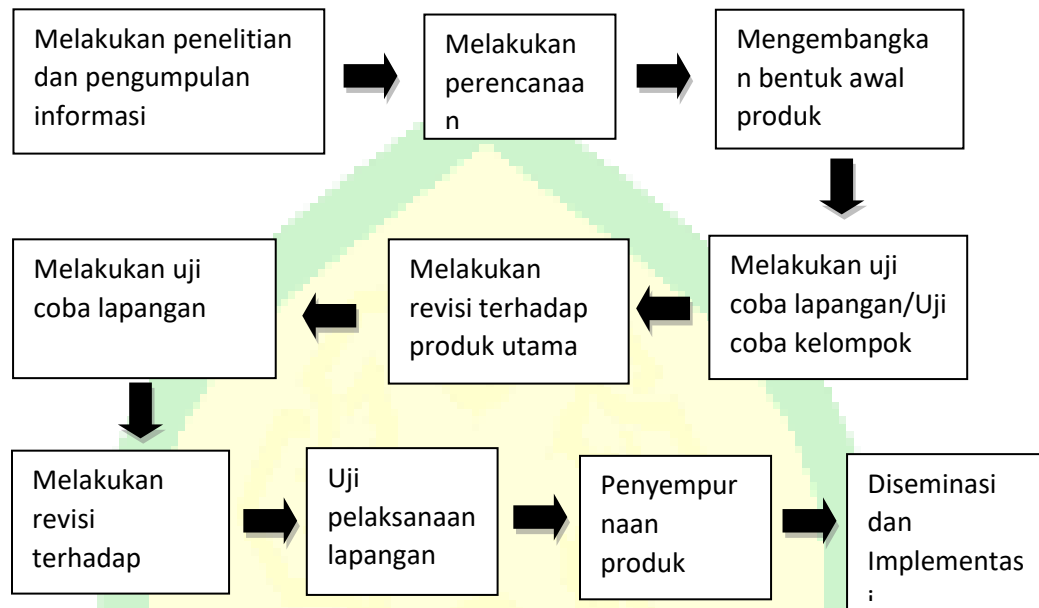 Melakukan penelitian
dan pengumpulan
informasi
Melakukan
perencanaa
n
Mengembangka
n bentuk awal
produk
Melakukan uji
coba lapangan/Uji
coba kelompok
Melakukan
revisi terhadap
produk utama
Melakukan uji
coba lapangan
Melakukan
revisi
terhadap
Uji
pelaksanaan
lapangan
Penyempur
naan
produk
Diseminasi
dan
Implementas
i